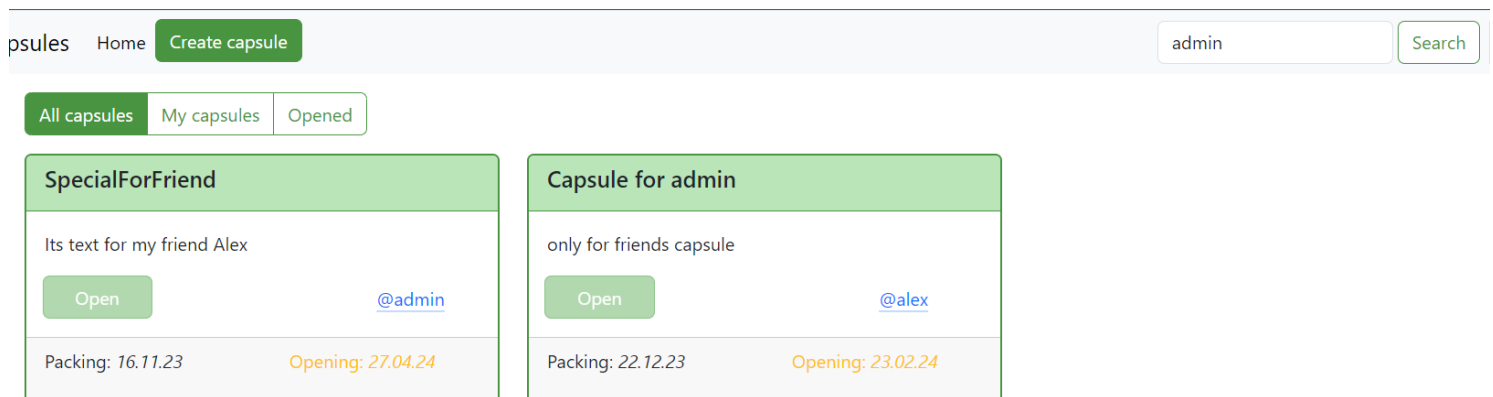 psules Home Create capsule admin Search
All capsules My capsules Opened
SpecialForFriend
Its text for my friend Alex
Open @admin
Packing: 16.11.23 Opening: 27.04.24
Capsule for admin
only for friends capsule
Open @alex
Packing: 22.12.23 Opening: 23.02.24